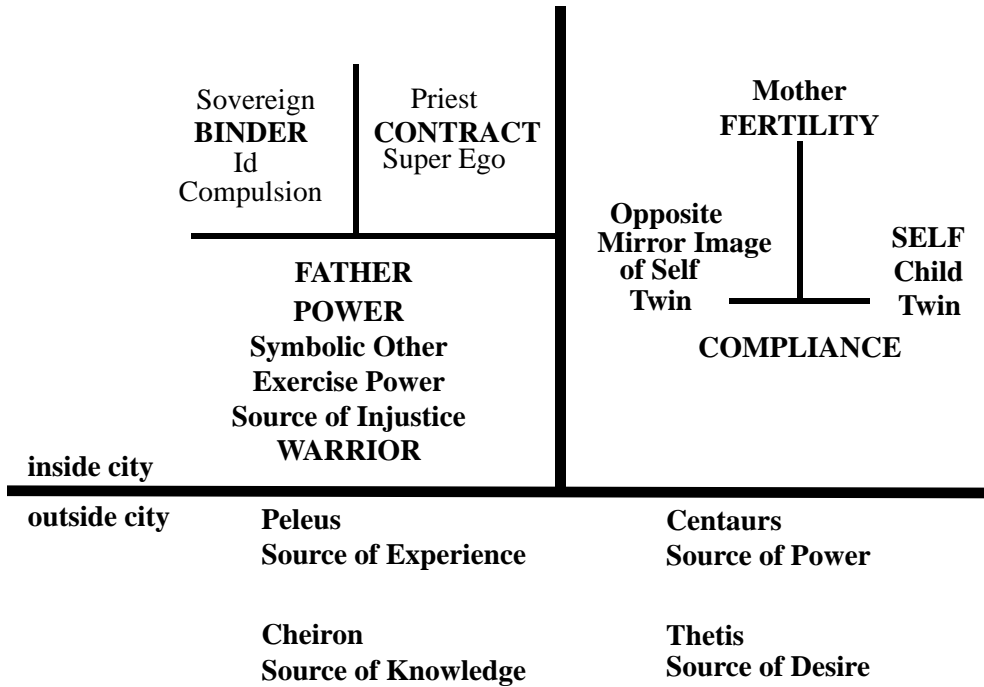 Sovereign
BINDER
Id
Compulsion
Priest
CONTRACT
Super Ego
FATHER
POWER
Symbolic Other
Exercise Power
Source of Injustice
WARRIOR
Mother
FERTILITY
Opposite
Mirror Image
of Self
Twin
SELF
Child
Twin
COMPLIANCE
inside city
outside city
Peleus
Source of Experience
Centaurs
Source of Power
Cheiron
Source of Knowledge
Thetis
Source of Desire